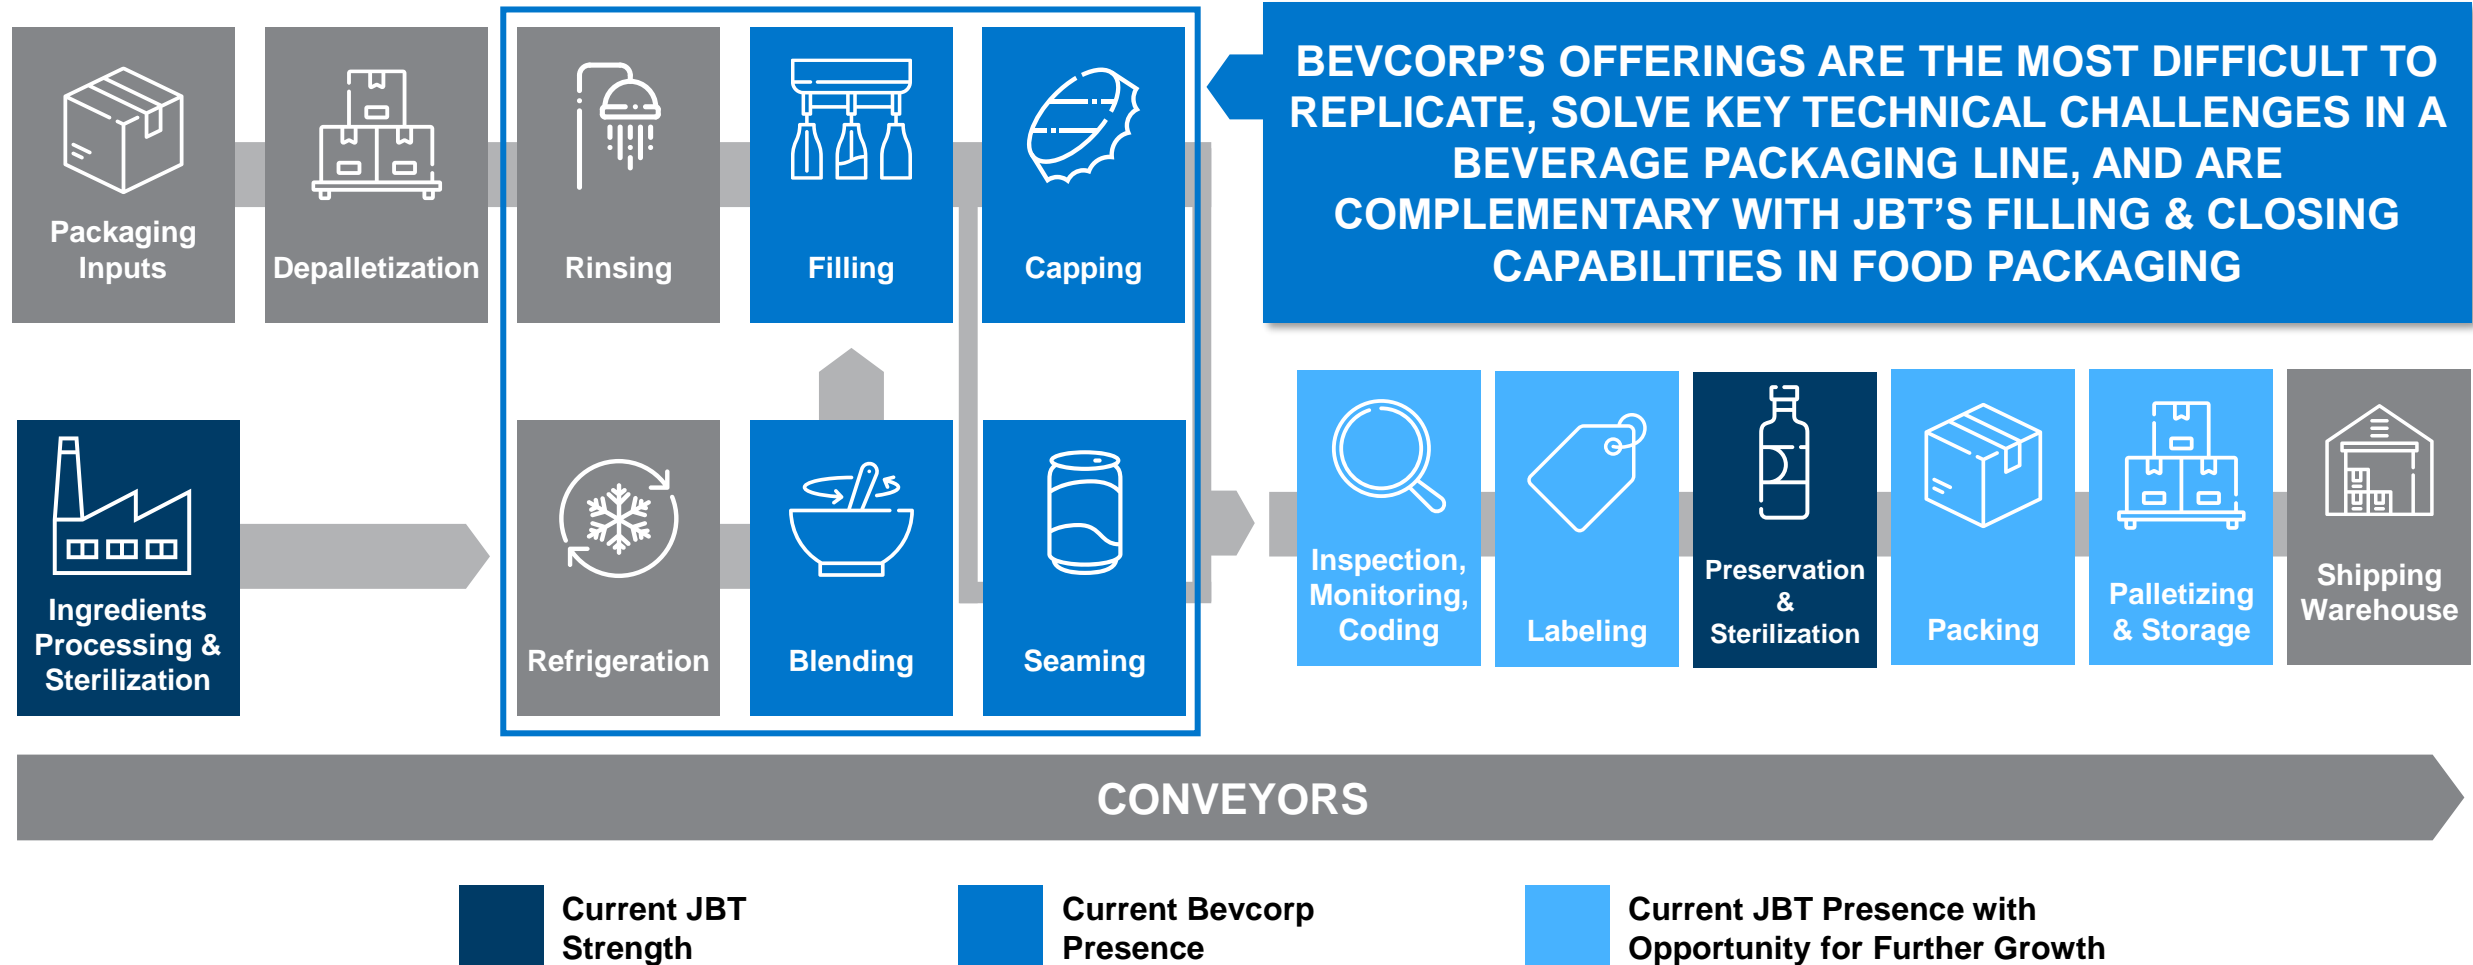 Packaging
Inputs
Depalletization
Rinsing
Filling
Capping
BEVCORP’S OFFERINGS ARE THE MOST DIFFICULT TO
REPLICATE, SOLVE KEY TECHNICAL CHALLENGES IN A
BEVERAGE PACKAGING LINE, AND ARE
COMPLEMENTARY WITH JBT’S FILLING & CLOSING
CAPABILITIES IN FOOD PACKAGING
Ingredients
Processing &
Sterilization
Refrigeration
Blending
Seaming
Inspection,
Monitoring,
Coding
Labeling
Preservation
&
Sterilization
Packing
Palletizing
& Storage
Shipping
Warehouse
CONVEYORS
Current JBT
Strength
Current Bevcorp
Presence
Current JBT Presence with
Opportunity for Further Growth